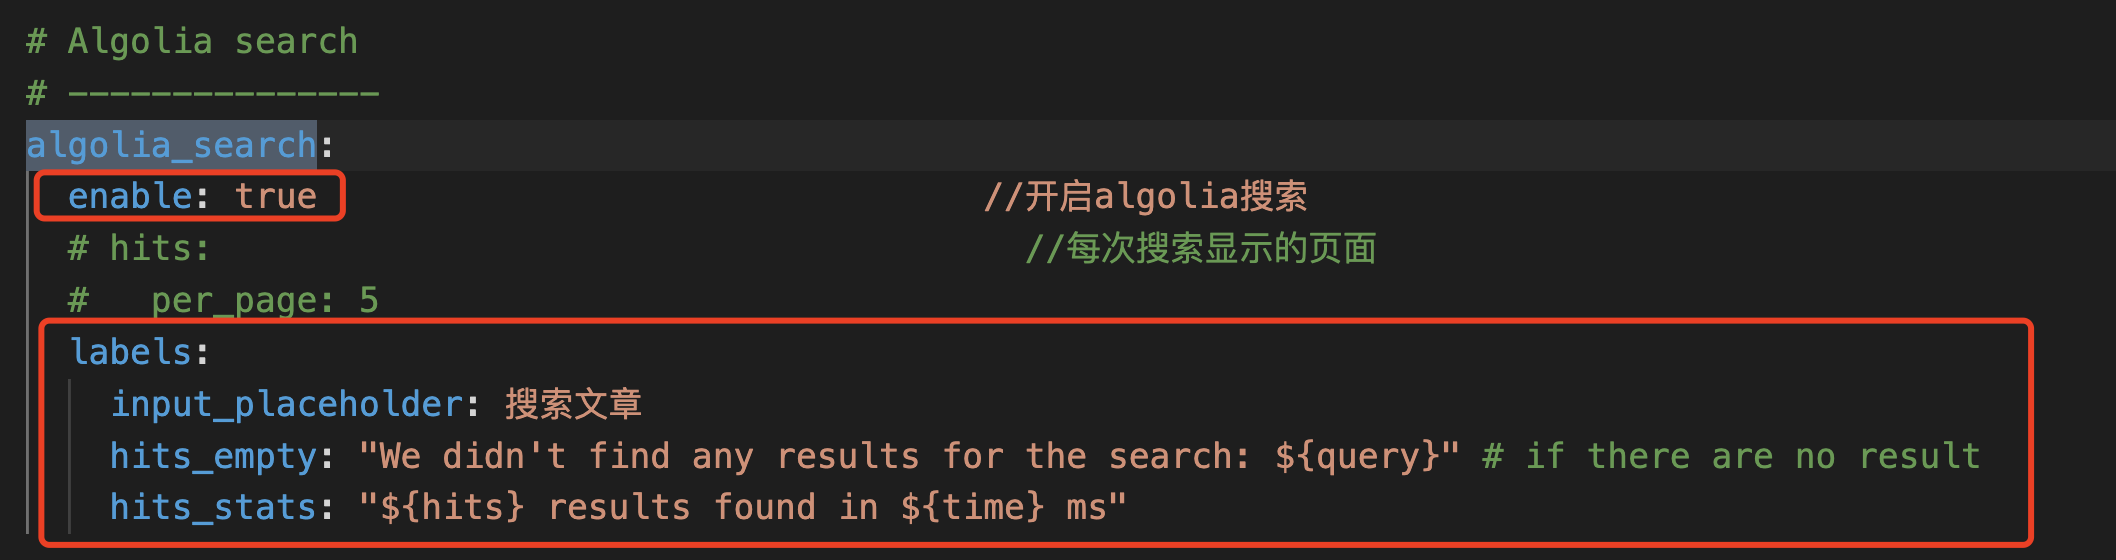 # Algolia search
# ---------------
algolia_search:
enable: true //开启algolia搜索
# hits: //每次搜索显示的页面
# per_page: 5
labels:
input_placeholder: 搜索文章
hits_empty: "We didn't find any results for the search: ${query}" # if there are no result
hits_stats: "${hits} results found in ${time} ms"